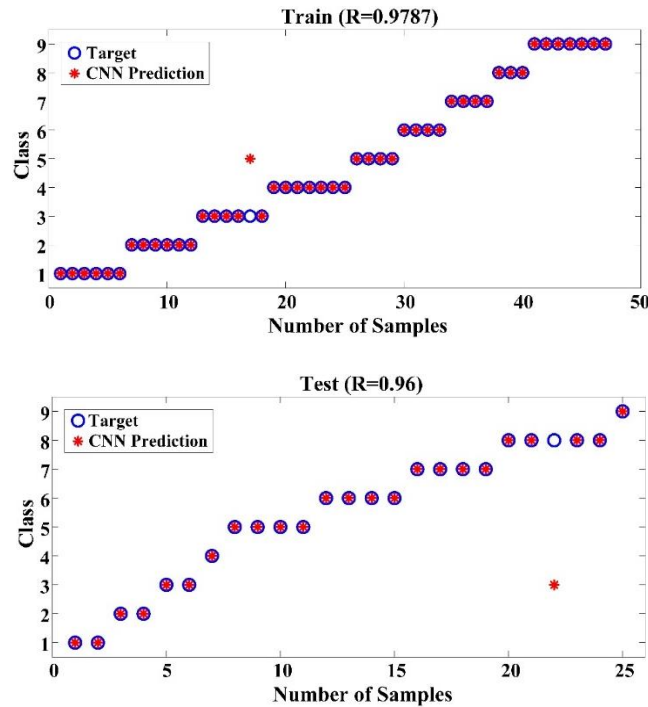 Train (R=0.9787)
Target
CNN Prediction
Class
9
8
7
6
5
4
3
2
1
0 10 20 30 40 50
Number of Samples
Test (R=0.96)
Target
CNN Prediction
Class
9
8
7
6
5
4
3
2
1
0 5 10 15 20 25
Number of Samples